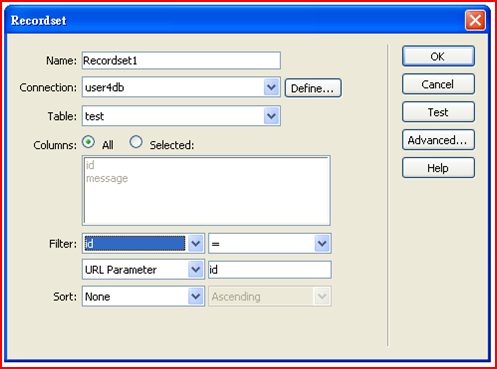 Recordset
Name: Recordset1 OK
Connection: user4db Define... Cancel
Table: test Test
Columns: All Selected: Advanced...
id Help
message
Filter: id =
URL Parameter id
Sort: None Ascending